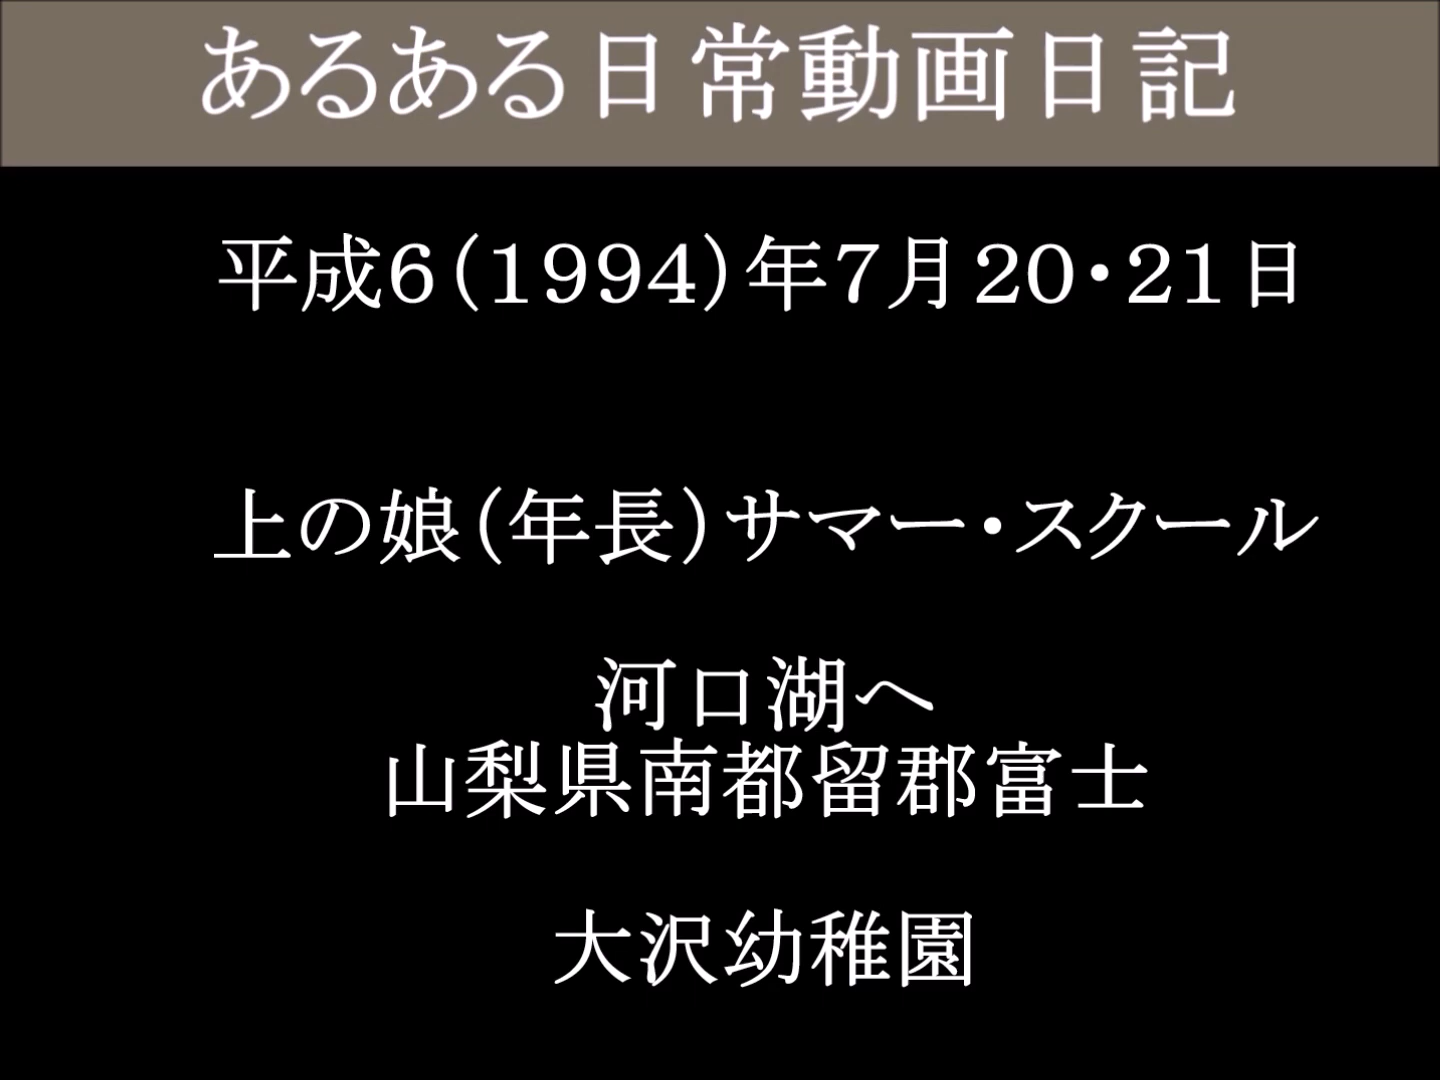 あるある日常動画日記
平成６（１９９４）年７月２０・２１日
上の娘（年長）サマー・スクール
河口湖へ
山梨県南都留郡富士
大沢幼稚園